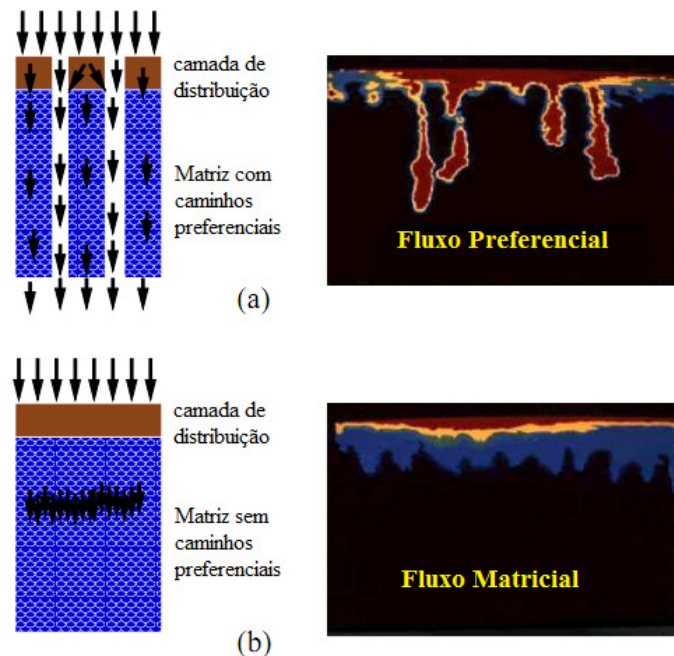 camada de
distribuição
Matriz com
caminhos
preferenciais
Fluxo Preferencial
(a)
camada de
distribuição
Matriz sem
caminhos
preferenciais
Fluxo Matricial
(b)